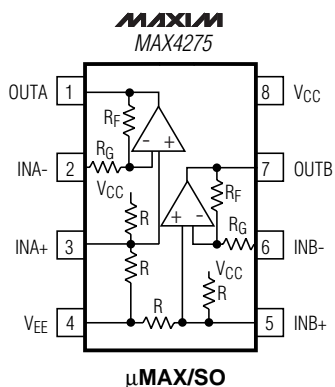 MAXIM
MAX4275
OUTA 1
8 VCC
RF
RG
INA- 2
7 OUTB
- +
VCC
RF
R
+ -
RG
INA+ 3
6 INB-
R
VCC
R
R
VEE 4
5 INB+
µMAX/SO